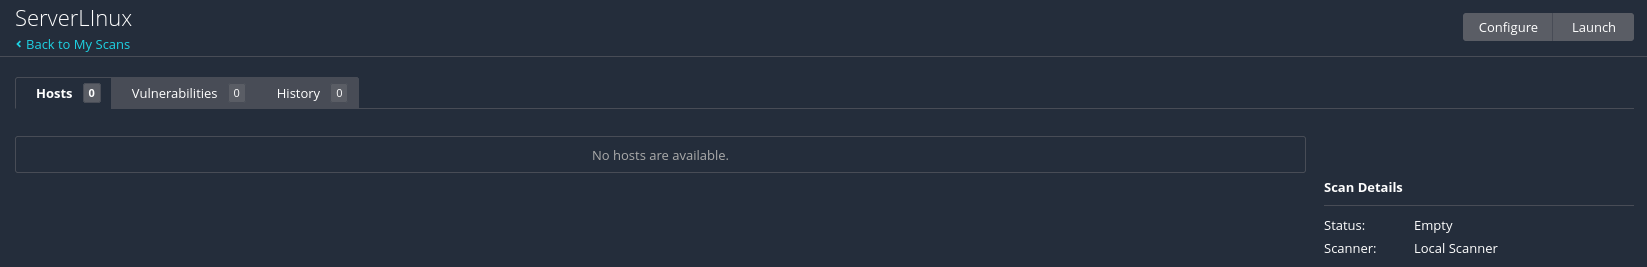 ServerLInux
Back to My Scans
Configure
Launch
Hosts 0
Vulnerabilities 0
History 0
No hosts are available.
Scan Details
Status: Empty
Scanner: Local Scanner